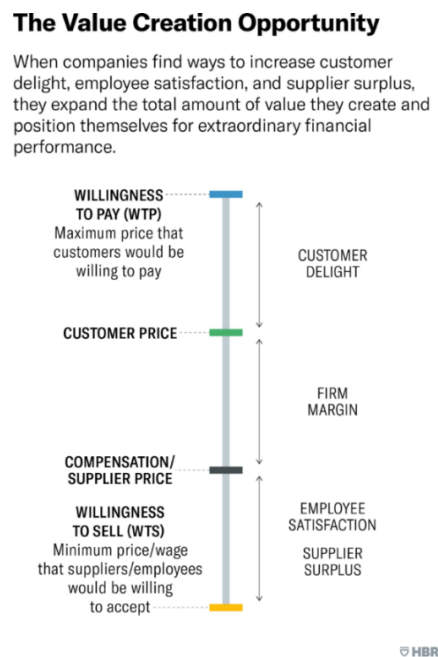 The Value Creation Opportunity
When companies find ways to increase customer
delight, employee satisfaction, and supplier surplus,
they expand the total amount of value they create and
position themselves for extraordinary financial
performance.
WILLINGNESS
TO PAY (WTP)
Maximum price that
customers would be
willing to pay
CUSTOMER
DELIGHT
CUSTOMER PRICE
FIRM
MARGIN
COMPENSATION/
SUPPLIER PRICE
WILLINGNESS
TO SELL (WTS)
Minimum price/wage
that suppliers/employees
would be willing
to accept
EMPLOYEE
SATISFACTION
SUPPLIER
SURPLUS
HBR